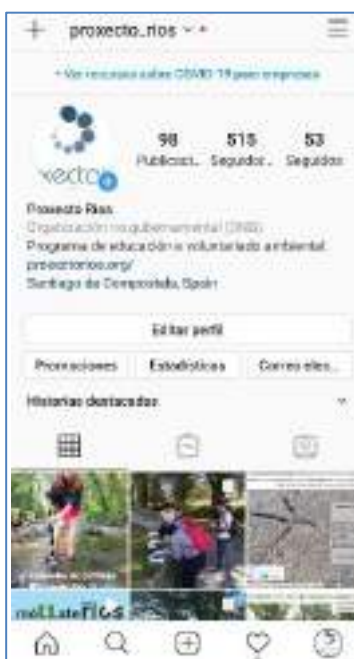 proxecto_rios
+ Ver recursos sobre COVID-19 para empresas
98 515 53
Publicaci... Seguidor... Seguidos
xecto
Proxecto Ríos
Organización no gubernamental (ONG)
Programa de educación e voluntariado ambiental
proxectorios.org/
Santiago de Compostela, Spain
Editar perfil
Promociones Estadísticas Correo elec...
Historias destacadas